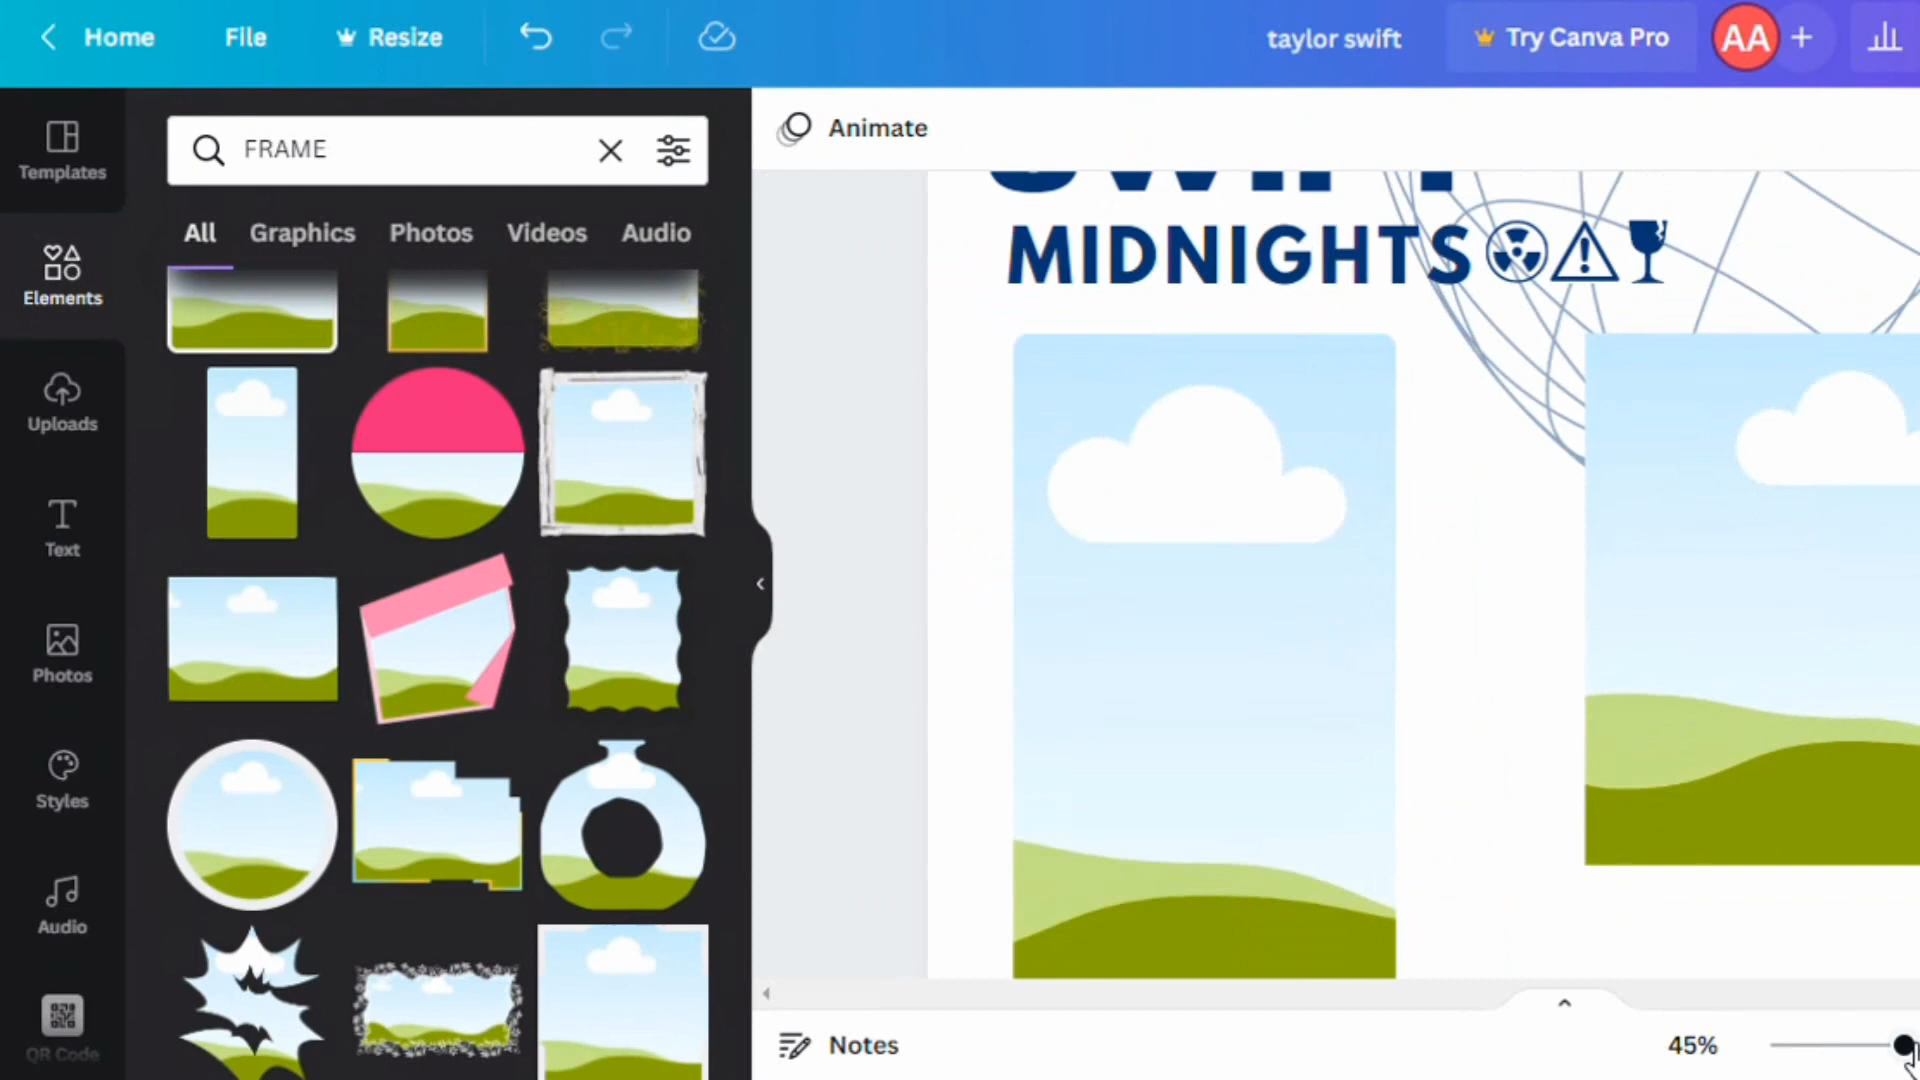 Home File Resize taylor swift Try Canva Pro AA +
Templates
Elements
Uploads
Text
Photos
Styles
Audio
QR Code
FRAME
All Graphics Photos Videos Audio
Animate
SWIFT
MIDNIGHTS
Notes 45%